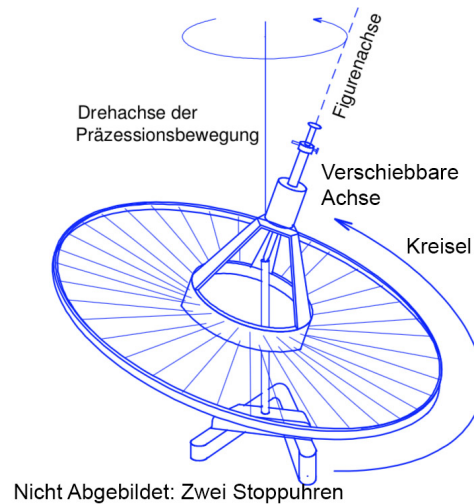 Figurenachse
Drehachse der
Präzessionsbewegung
Verschiebbare
Achse
Kreisel
Nicht Abgebildet: Zwei Stoppuhren